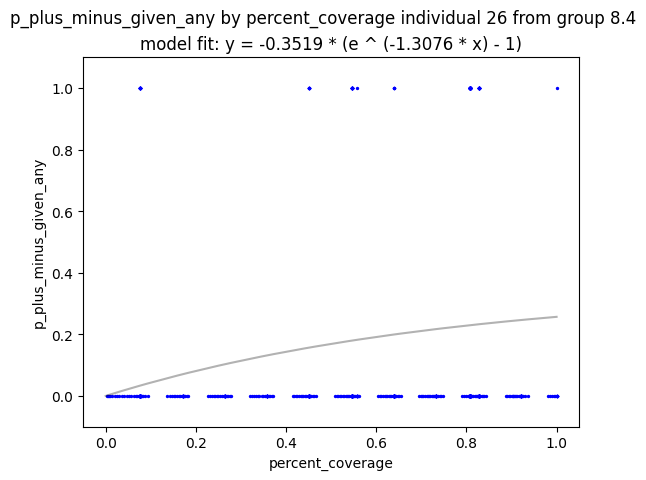 p_plus_minus_given_any by percent_coverage individual 26 from group 8.4
model fit: y = -0.3519 * (e ^ (-1.3076 * x) - 1)
1.0
0.8
0.6
0.4
0.2
0.0
p_plus_minus_given_any
0.0 0.2 0.4 0.6 0.8 1.0
percent_coverage